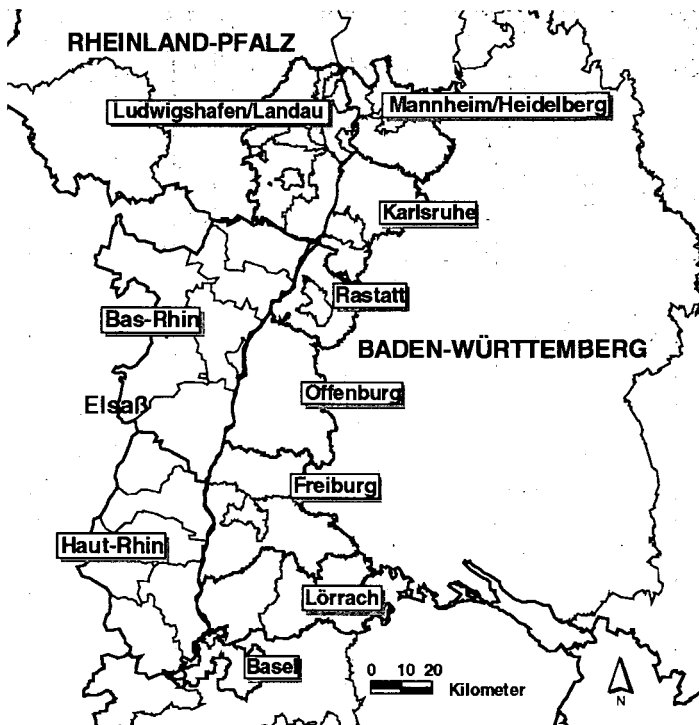 RHEINLAND-PFALZ
Ludwigshafen/Landau
Mannheim/Heidelberg
Karlsruhe
Rastatt
Bas-Rhin
BADEN-WÜRTTEMBERG
Offenburg
Elsaß
Freiburg
Haut-Rhin
Lörrach
Basel
0 10 20
Kilometer
N